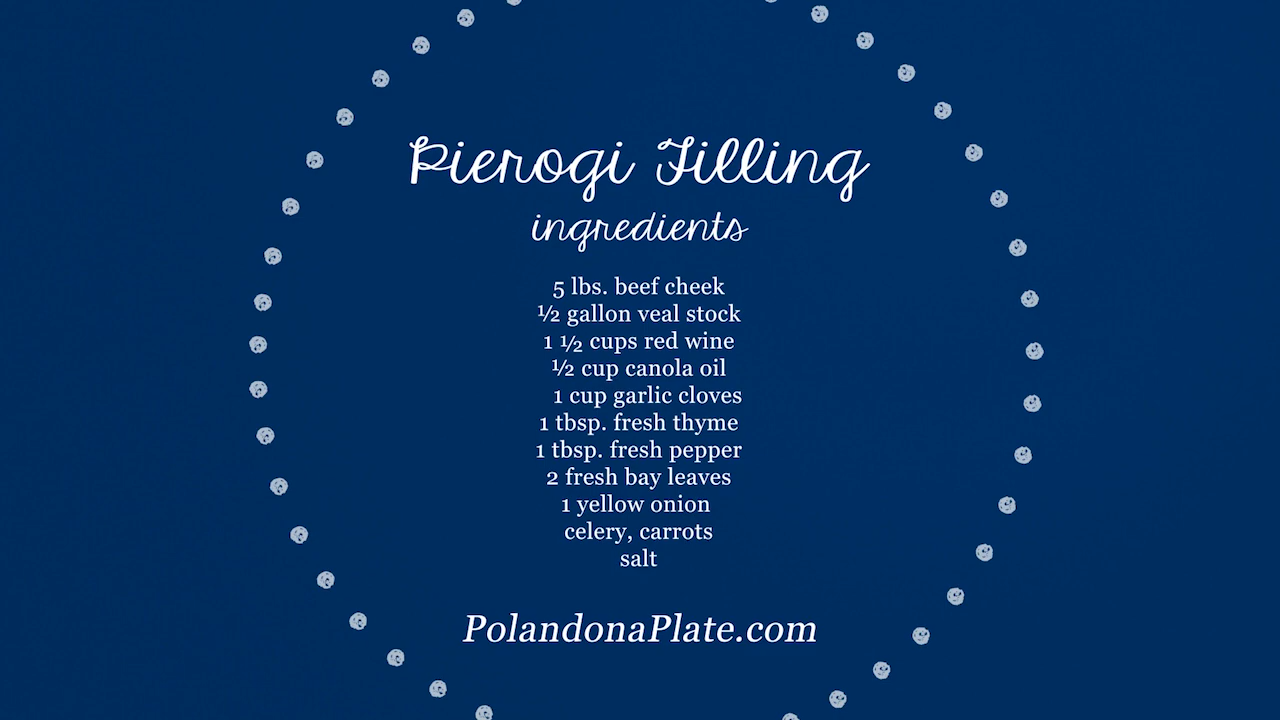 Pierogi Filling
ingredients
5 lbs. beef cheek
½ gallon veal stock
1 ½ cups red wine
½ cup canola oil
1 cup garlic cloves
1 tbsp. fresh thyme
1 tbsp. fresh pepper
2 fresh bay leaves
1 yellow onion
celery, carrots
salt
PolandonaPlate.com